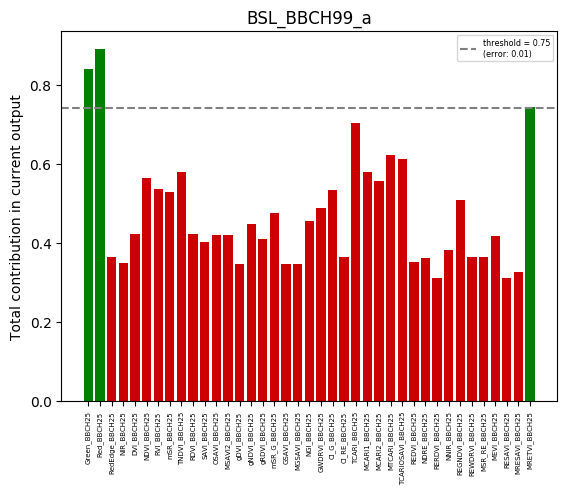 BSL_BBCH99_a
threshold = 0.75
(error: 0.01)
Total contribution in current output
0.8
0.6
0.4
0.2
0.0
Green_BBCH25
Red_BBCH25
RedEdge_BBCH25
NIR_BBCH25
DVI_BBCH25
NDVI_BBCH25
RVI_BBCH25
mSR_BBCH25
TNDVI_BBCH25
RDVI_BBCH25
SAVI_BBCH25
OSAVI_BBCH25
MSAVI2_BBCH25
gDVI_BBCH25
gNDVI_BBCH25
gRDVI_BBCH25
mSR_G_BBCH25
GSAVI_BBCH25
MGSAVI_BBCH25
NGI_BBCH25
GWDRVI_BBCH25
CI_G_BBCH25
CI_RE_BBCH25
TCARI_BBCH25
MCARI1_BBCH25
MCARI2_BBCH25
MTCARI_BBCH25
TCARIOSAVI_BBCH25
REDVI_BBCH25
NDRE_BBCH25
RERDVI_BBCH25
NNIR_BBCH25
REGNDVI_BBCH25
REWDRVI_BBCH25
MSR_RE_BBCH25
MEVI_BBCH25
RESAVI_BBCH25
MRESAVI_BBCH25
MRETVI_BBCH25